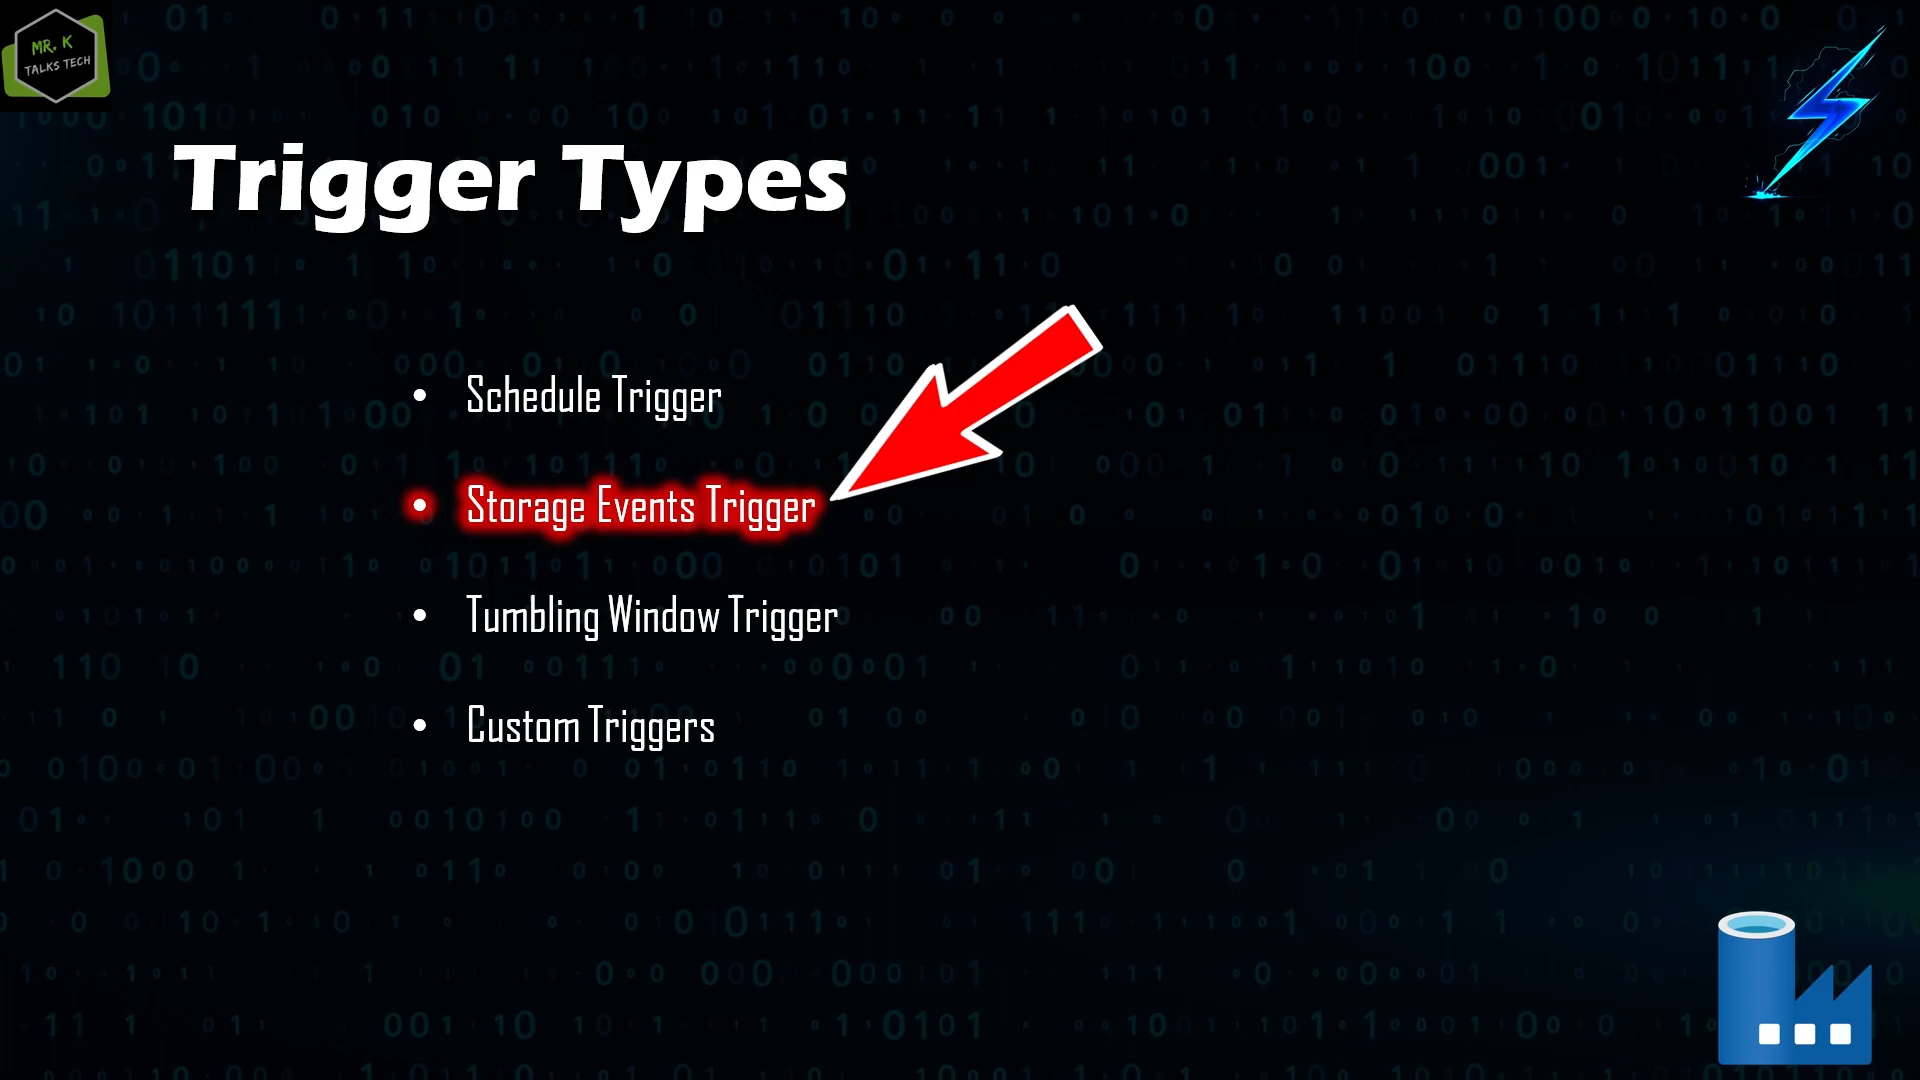 MR. K
TALKS TECH
Trigger Types
• Schedule Trigger
• Storage Events Trigger
• Tumbling Window Trigger
• Custom Triggers